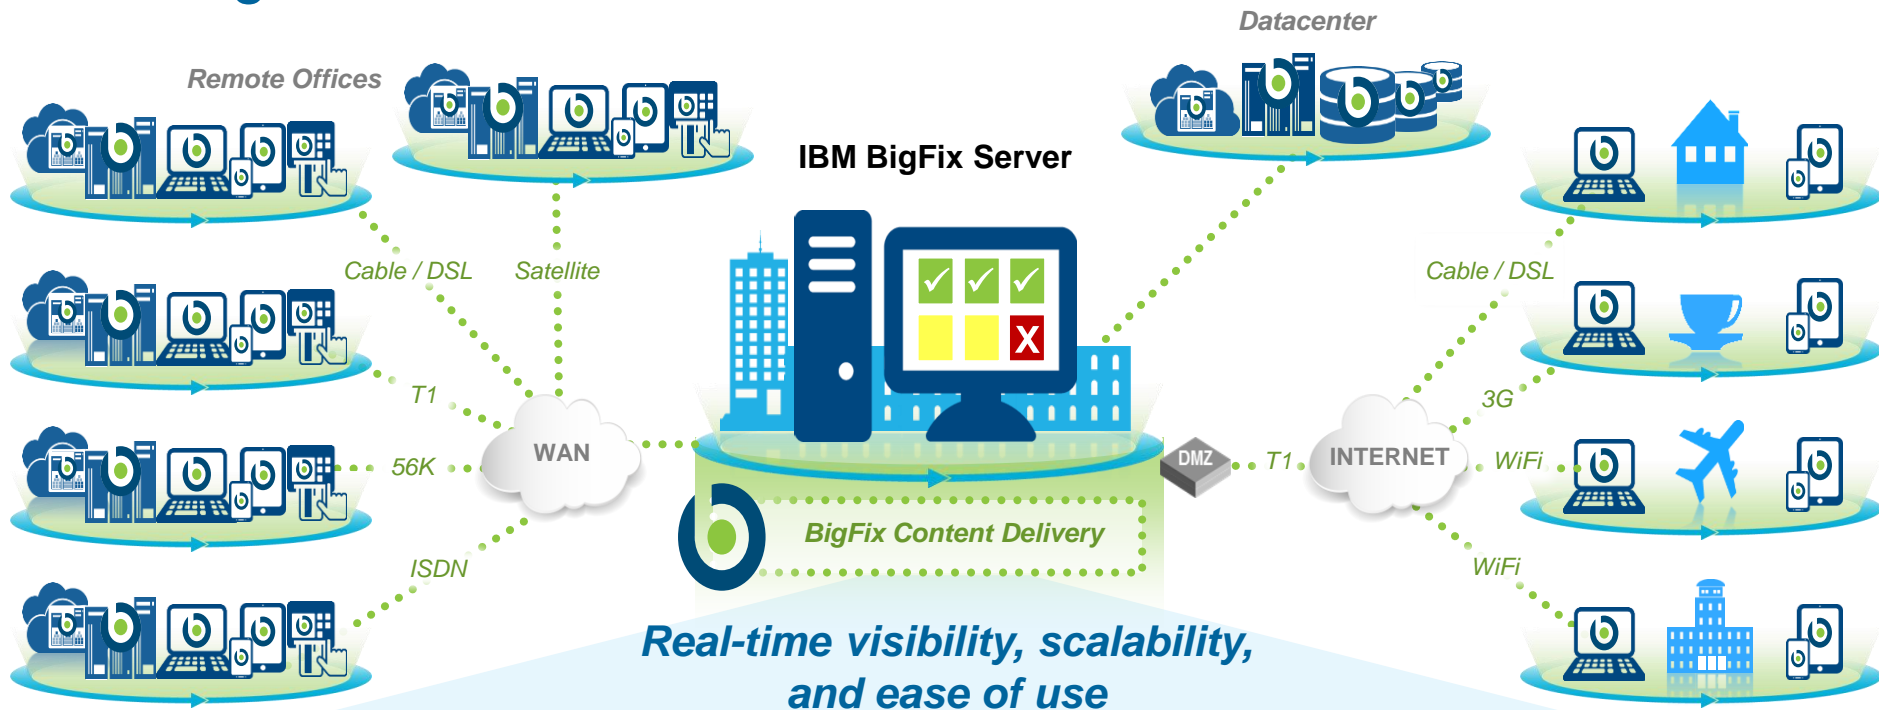 Datacenter
Remote Offices
IBM BigFix Server
Cable / DSL
Satellite
Cable / DSL
X
T1
3G
WAN
56K
DMZ
T1
INTERNET
WiFi
BigFix Content Delivery
ISDN
WiFi
Real-time visibility, scalability,
and ease of use